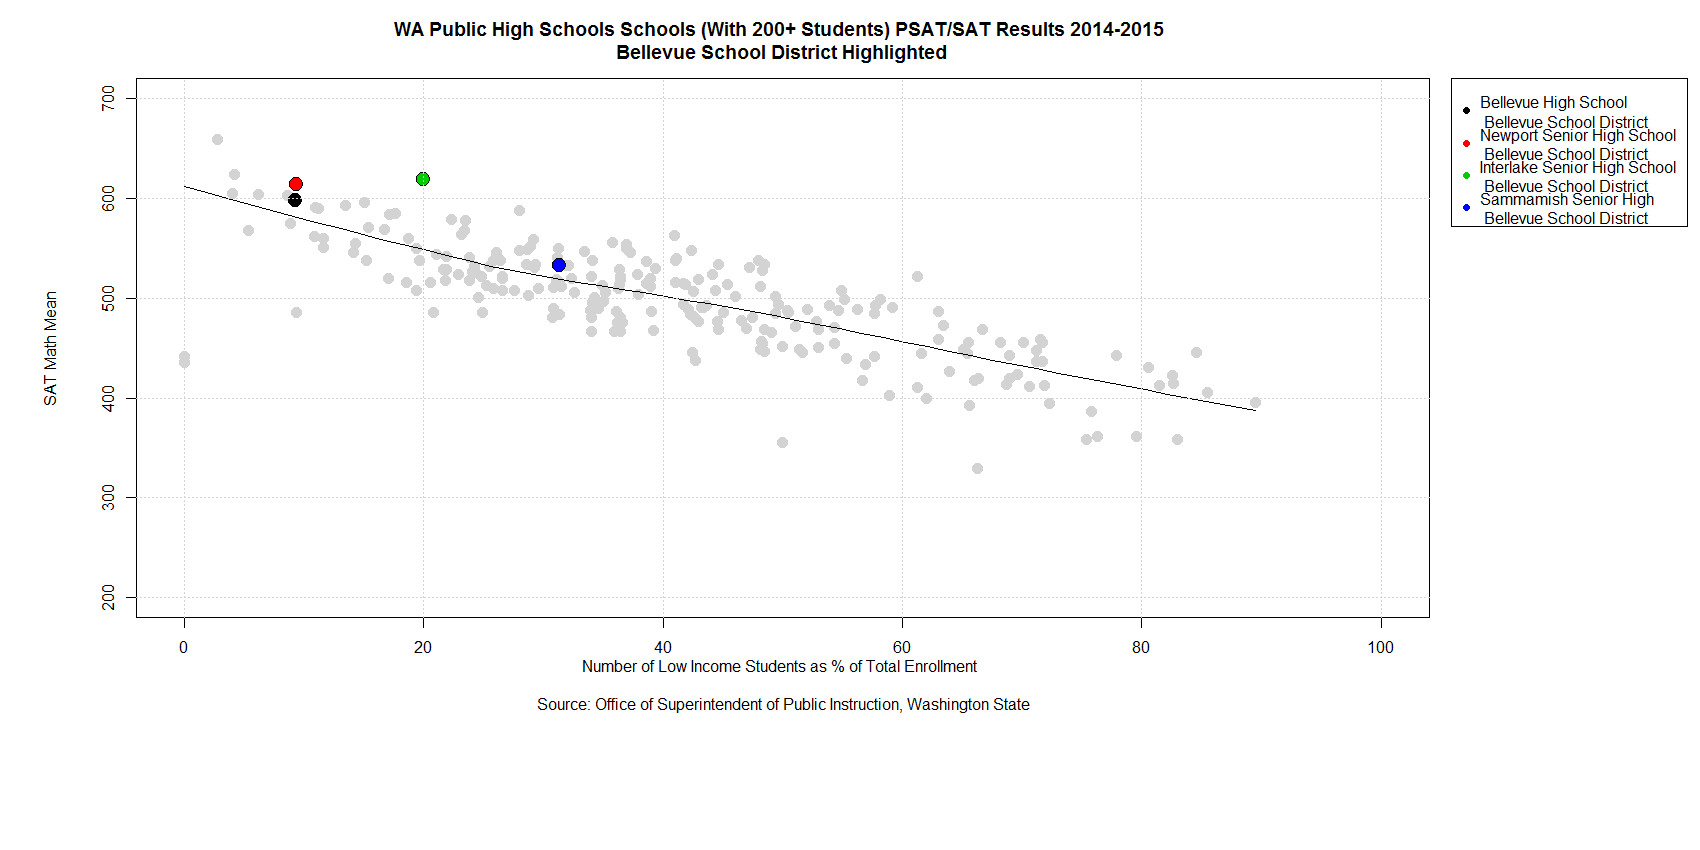 WA Public High Schools Schools (With 200+ Students) PSAT/SAT Results 2014-2015
Bellevue School District Highlighted
700
600
500
400
300
200
SAT Math Mean
0 20 40 60 80 100
Number of Low Income Students as % of Total Enrollment
Source: Office of Superintendent of Public Instruction, Washington State
Bellevue High School
Bellevue School District
Newport Senior High School
Bellevue School District
Interlake Senior High School
Bellevue School District
Sammamish Senior High
Bellevue School District